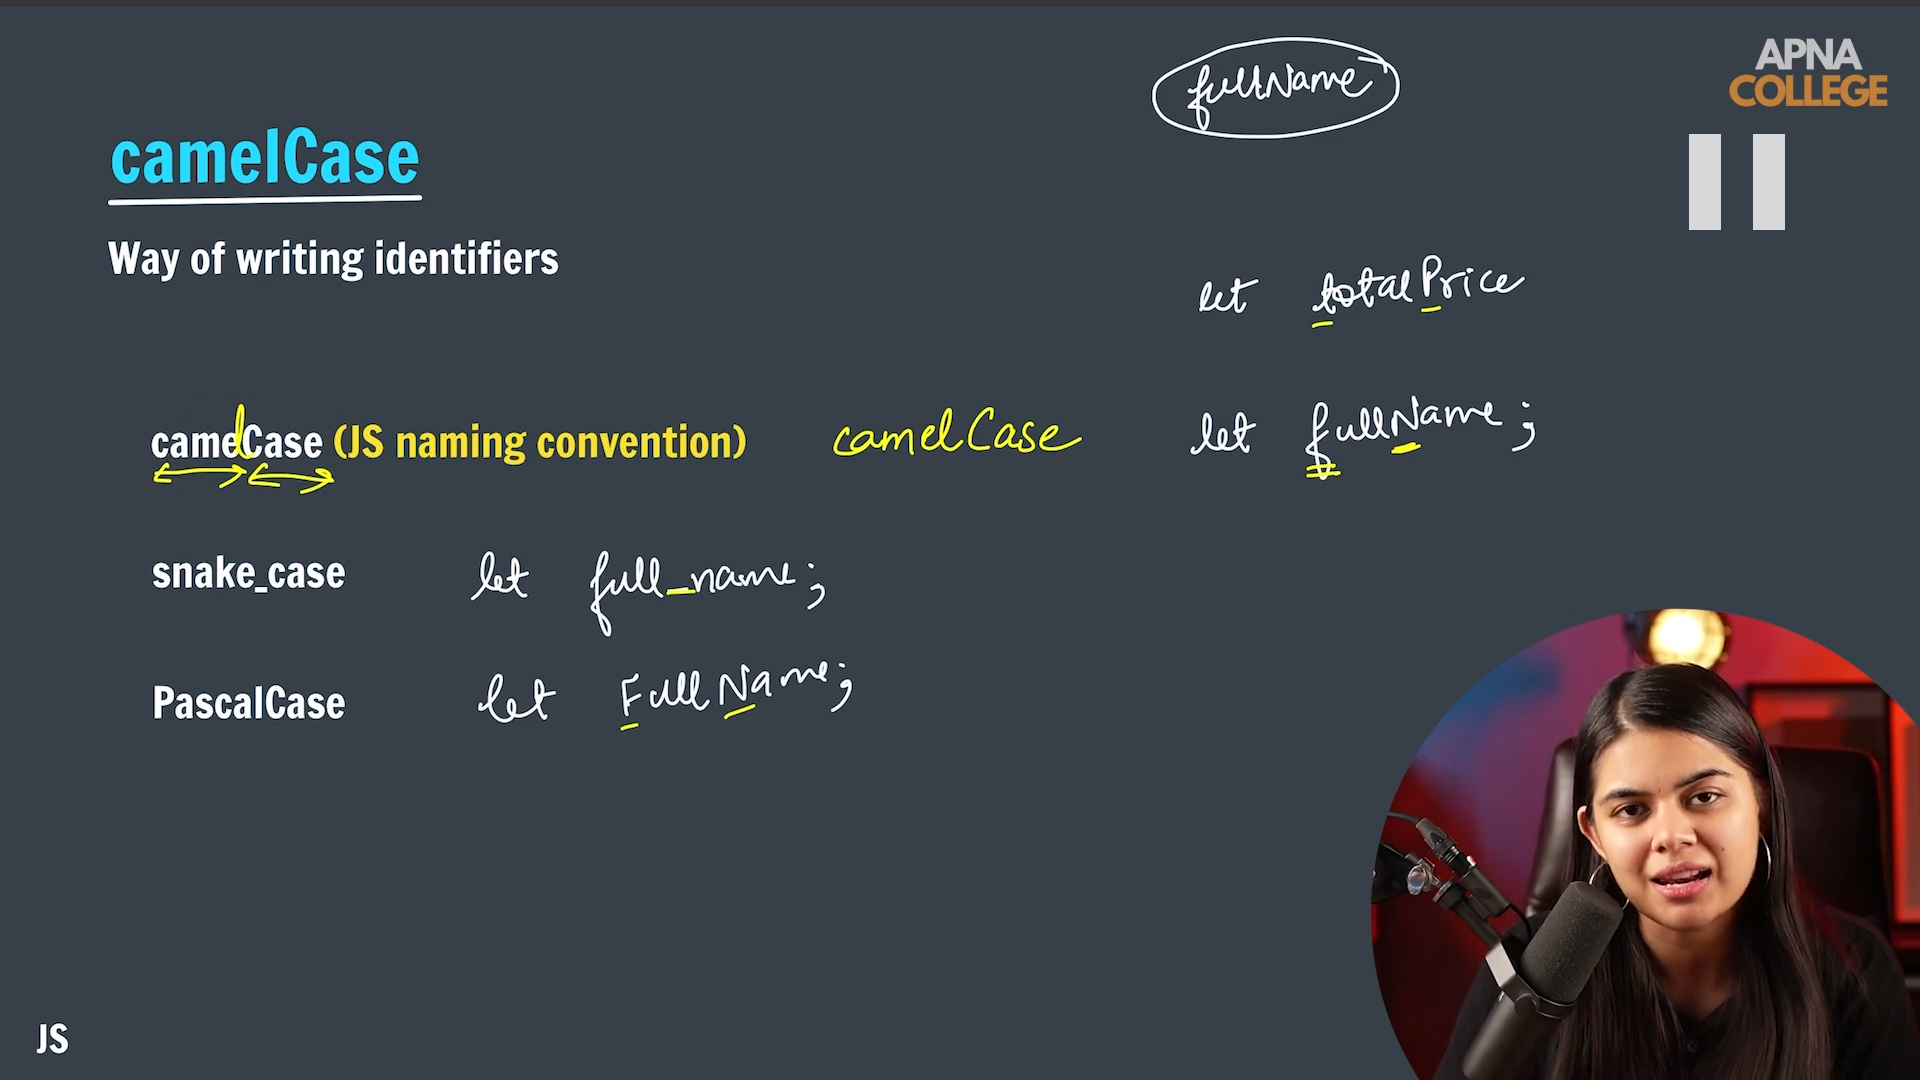 fullName
APNA
COLLEGE
camelCase
Way of writing identifiers
let totalPrice
camelCase (JS naming convention) camelCase let fullName;
snake_case let full_name;
PascalCase let FullName;
JS